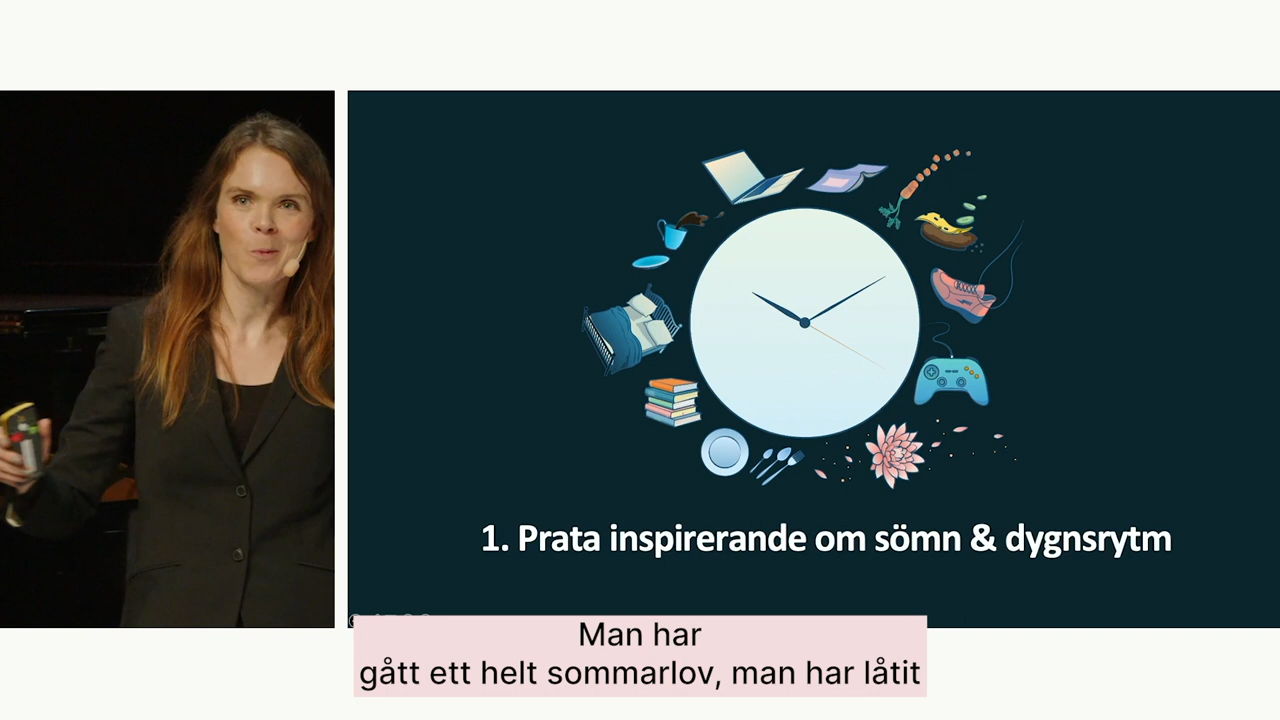 1. Prata inspirerande om sömn & dygnsrytm
Man har
gått ett helt sommarlov, man har låtit